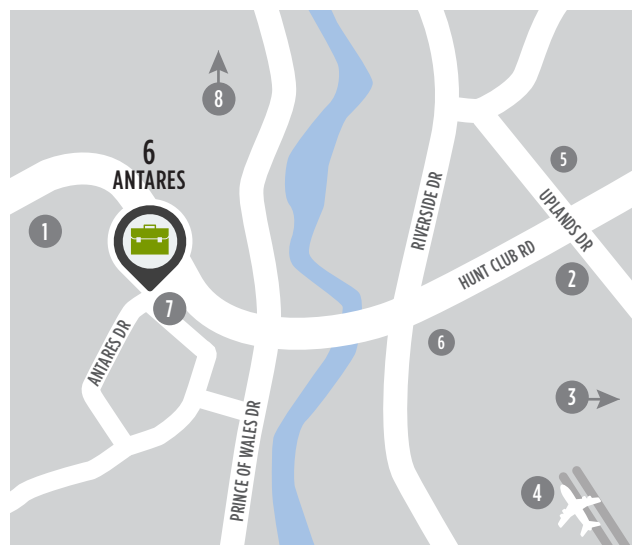 8
6
ANTARES
5
1
RIVERSIDE DR
UPLANDS DR
HUNT CLUB RD
2
7
6
ANTARES DR
3
PRINCE OF WALES DR
4